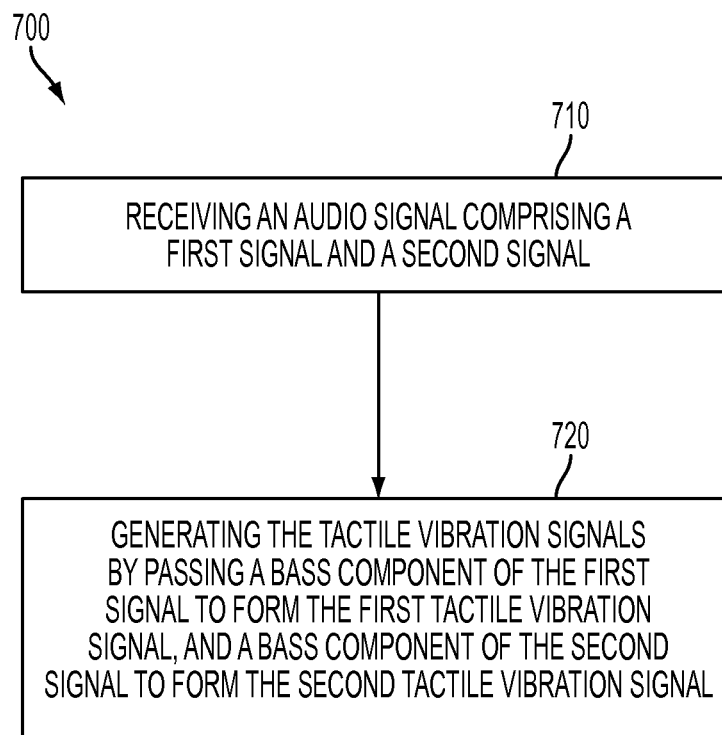 700
710
RECEIVING AN AUDIO SIGNAL COMPRISING A
FIRST SIGNAL AND A SECOND SIGNAL
720
GENERATING THE TACTILE VIBRATION SIGNALS
BY PASSING A BASS COMPONENT OF THE FIRST
SIGNAL TO FORM THE FIRST TACTILE VIBRATION
SIGNAL, AND A BASS COMPONENT OF THE SECOND
SIGNAL TO FORM THE SECOND TACTILE VIBRATION SIGNAL